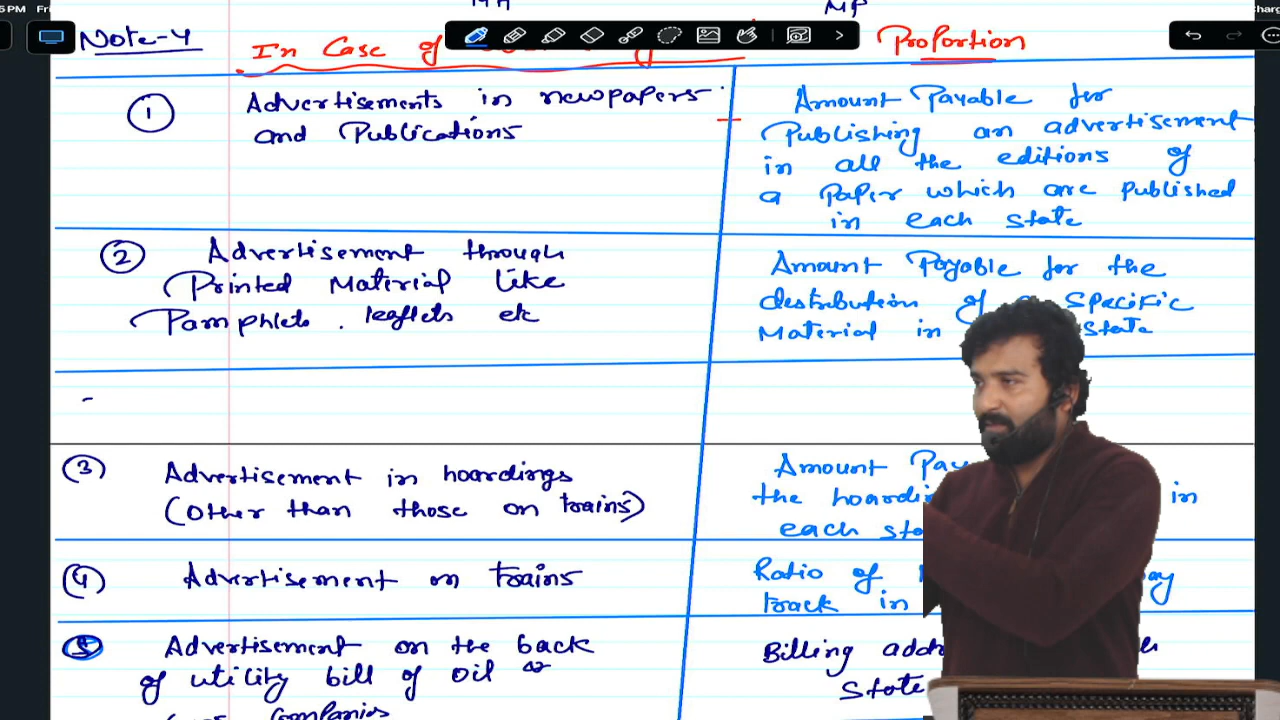 Note-4
In Case of
Proportion
1
Advertisements in newpapers
and Publications
Amount Payable for
Publishing an advertisement
in all the editions of
a Paper which are published
in each state
2
Advertisement through
Printed Material like
Pamphlets. leaflets etc
Amount Payable for the
distribution of a Specific
Material in State
3
Advertisement in hoardings
(other than those on trains)
Amount
the in
each
4
Advertisement on trains
Ratio of
track in
5
Advertisement on the back
of utility bill of oil or
Companies
Billing
State